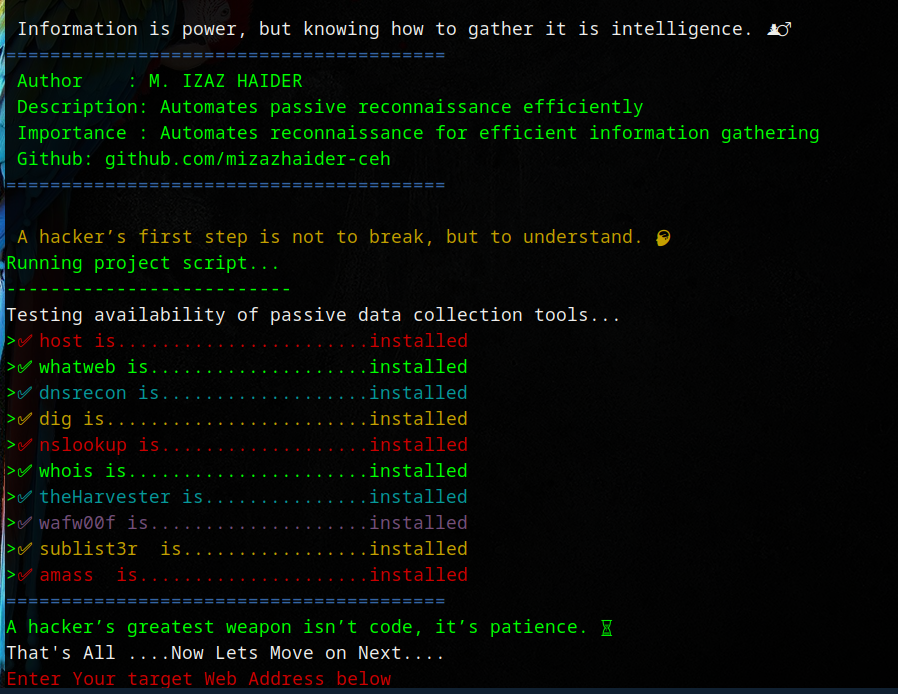 Information is power, but knowing how to gather it is intelligence. 🕵️♂️
========================================
Author    : M. IZAZ HAIDER
Description: Automates passive reconnaissance efficiently
Importance : Automates reconnaissance for efficient information gathering
Github: github.com/mizazhaider-ceh
========================================
A hacker’s first step is not to break, but to understand. 🧠
Running project script...
--------------------------
Testing availability of passive data collection tools...
>✅ host is.......................installed
>✅ whatweb is....................installed
>✅ dnsrecon is...................installed
>✅ dig is........................installed
>✅ nslookup is...................installed
>✅ whois is......................installed
>✅ theHarvester is...............installed
>✅ wafw00f is....................installed
>✅ sublist3r  is.................installed
>✅ amass  is.....................installed
========================================
A hacker’s greatest weapon isn’t code, it’s patience. ⏳
That's All ....Now Lets Move on Next....
Enter Your target Web Address below